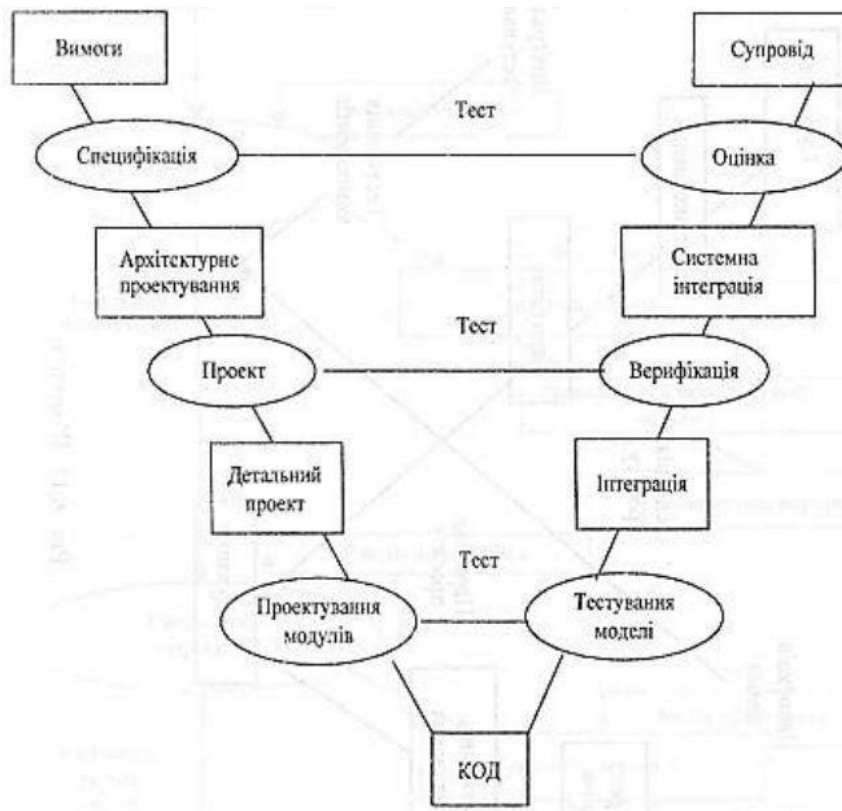 Вимоги
Супровід
Тест
Специфікація
Оцінка
Архітектурне
проектування
Системна
інтеграція
Тест
Проект
Верифікація
Детальний
проект
Інтеграція
Тест
Проектування
модулів
Тестування
моделі
КОД